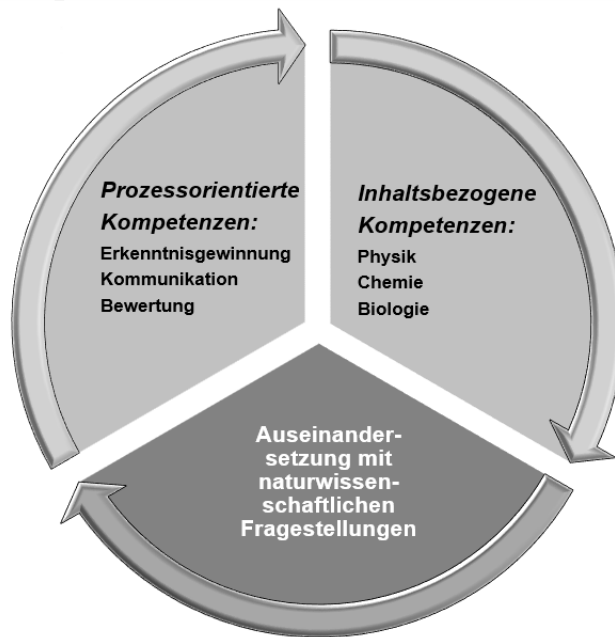 Prozessorientierte
Kompetenzen:
Erkenntnisgewinnung
Kommunikation
Bewertung
Inhaltsbezogene
Kompetenzen:
Physik
Chemie
Biologie
Auseinander-
setzung mit
naturwissen-
schaftlichen
Fragestellungen